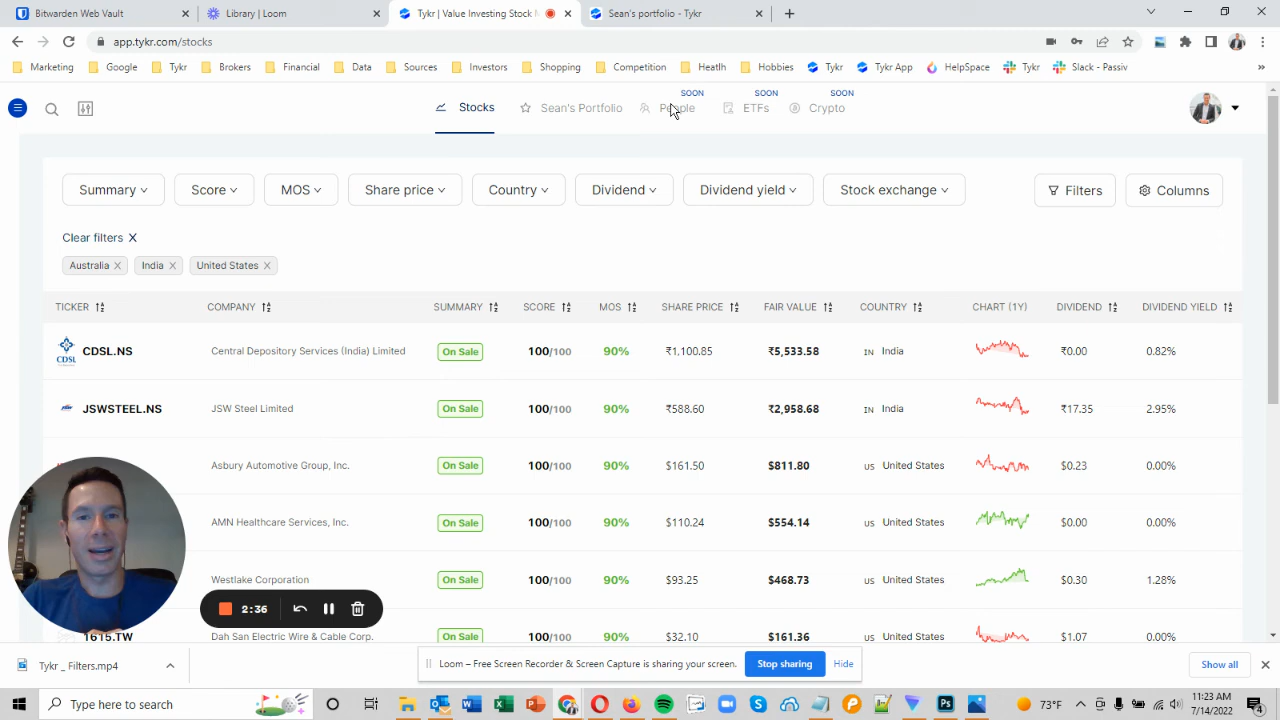 Bitwarden Web Vault
Library | Loom
Tykr | Value Investing Stock
Sean's portfolio - Tykr
app.tykr.com/stocks
Marketing Google Tykr Brokers Financial Data Sources Investors Shopping Competition Heatlh Hobbies Tykr Tykr App HelpSpace Tykr Slack - Passiv »
SOON SOON SOON
Stocks Sean's Portfolio People ETFs Crypto
Summary Score MOS Share price Country Dividend Dividend yield Stock exchange Filters Columns
Clear filters X
Australia X India X United States X
TICKER COMPANY SUMMARY SCORE MOS SHARE PRICE FAIR VALUE COUNTRY CHART (1Y) DIVIDEND DIVIDEND YIELD
CDSL CDSL.NS Central Depository Services (India) Limited On Sale 100/100 90% ₹1,100.85 ₹5,533.58 IN India ₹0.00 0.82%
JSWSTEEL.NS JSW Steel Limited On Sale 100/100 90% ₹588.60 ₹2,958.68 IN India ₹17.35 2.95%
Asbury Automotive Group, Inc. On Sale 100/100 90% $161.50 $811.80 US United States $0.23 0.00%
AMN Healthcare Services, Inc. On Sale 100/100 90% $110.24 $554.14 US United States $0.00 0.00%
Westlake Corporation On Sale 100/100 90% $93.25 $468.73 US United States $0.30 1.28%
2:36
1615.TW Dah San Electric Wire & Cable Corp. On Sale 100/100 90% $32.10 $161.36 US United States $1.07 0.00%
Tykr _ Filters.mp4
Loom – Free Screen Recorder & Screen Capture is sharing your screen. Stop sharing Hide
Show all
Type here to search
73°F
11:23 AM
7/14/2022
4